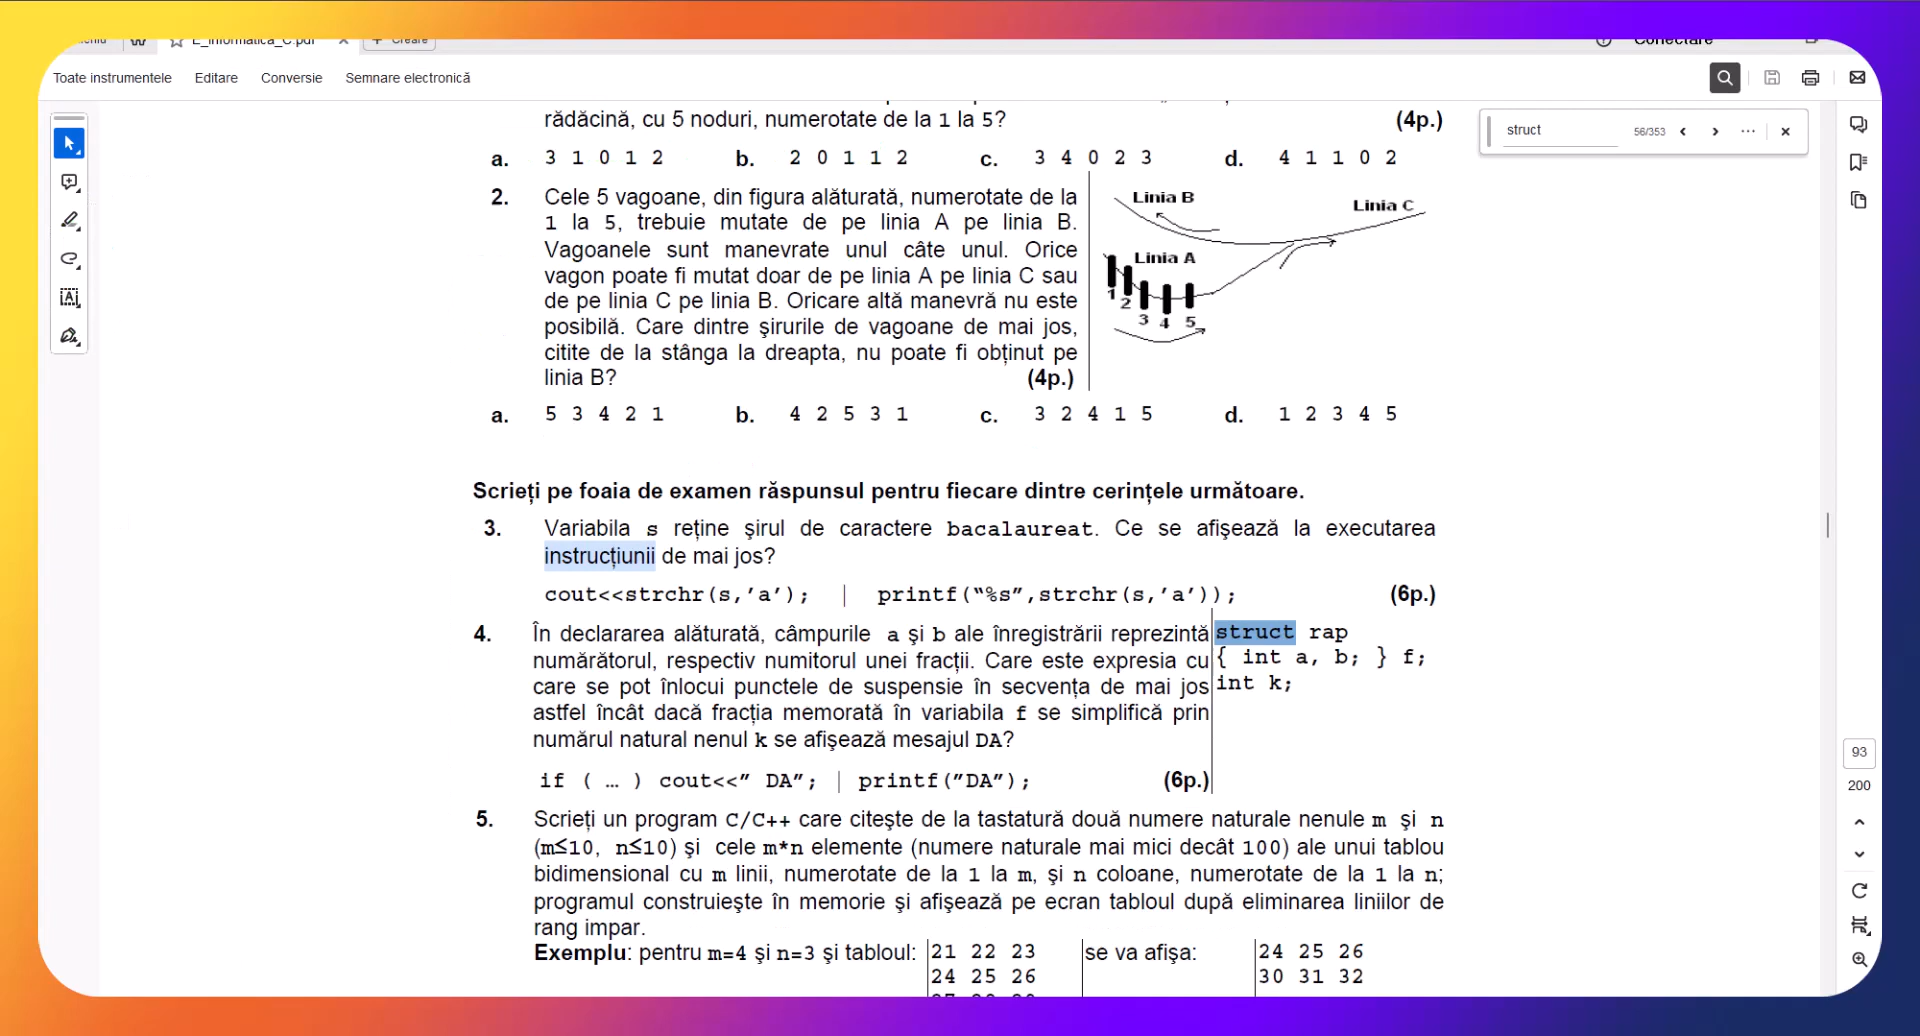 E_informatica_C.pdf
Creare
Conectare
Toate instrumentele Editare Conversie Semnare electronică
struct 56/353
rădăcină, cu 5 noduri, numerotate de la 1 la 5? (4p.)
a. 3 1 0 1 2 b. 2 0 1 1 2 c. 3 4 0 2 3 d. 4 1 1 0 2
2. Cele 5 vagoane, din figura alăturată, numerotate de la
1 la 5, trebuie mutate de pe linia A pe linia B.
Vagoanele sunt manevrate unul câte unul. Orice
vagon poate fi mutat doar de pe linia A pe linia C sau
de pe linia C pe linia B. Oricare altă manevră nu este
posibilă. Care dintre şirurile de vagoane de mai jos,
citite de la stânga la dreapta, nu poate fi obţinut pe
linia B? (4p.)
Linia B
Linia C
Linia A
1 2 3 4 5
a. 5 3 4 2 1 b. 4 2 5 3 1 c. 3 2 4 1 5 d. 1 2 3 4 5
Scrieţi pe foaia de examen răspunsul pentru fiecare dintre cerinţele următoare.
3. Variabila s reţine şirul de caractere bacalaureat. Ce se afişează la executarea
instrucţiunii de mai jos?
cout<<strchr(s,’a’); | printf(“%s”,strchr(s,’a’)); (6p.)
4. În declararea alăturată, câmpurile a şi b ale înregistrării reprezintă
numărătorul, respectiv numitorul unei fracţii. Care este expresia cu
care se pot înlocui punctele de suspensie în secvenţa de mai jos
astfel încât dacă fracţia memorată în variabila f se simplifică prin
numărul natural nenul k se afişează mesajul DA?
struct rap
{ int a, b; } f;
int k;
if ( … ) cout<<” DA”; | printf(”DA”); (6p.)
5. Scrieţi un program C/C++ care citeşte de la tastatură două numere naturale nenule m şi n
(m≤10, n≤10) şi cele m*n elemente (numere naturale mai mici decât 100) ale unui tablou
bidimensional cu m linii, numerotate de la 1 la m, şi n coloane, numerotate de la 1 la n;
programul construieşte în memorie şi afişează pe ecran tabloul după eliminarea liniilor de
rang impar.
Exemplu: pentru m=4 şi n=3 şi tabloul: 21 22 23 se va afişa: 24 25 26
24 25 26 30 31 32
93
200